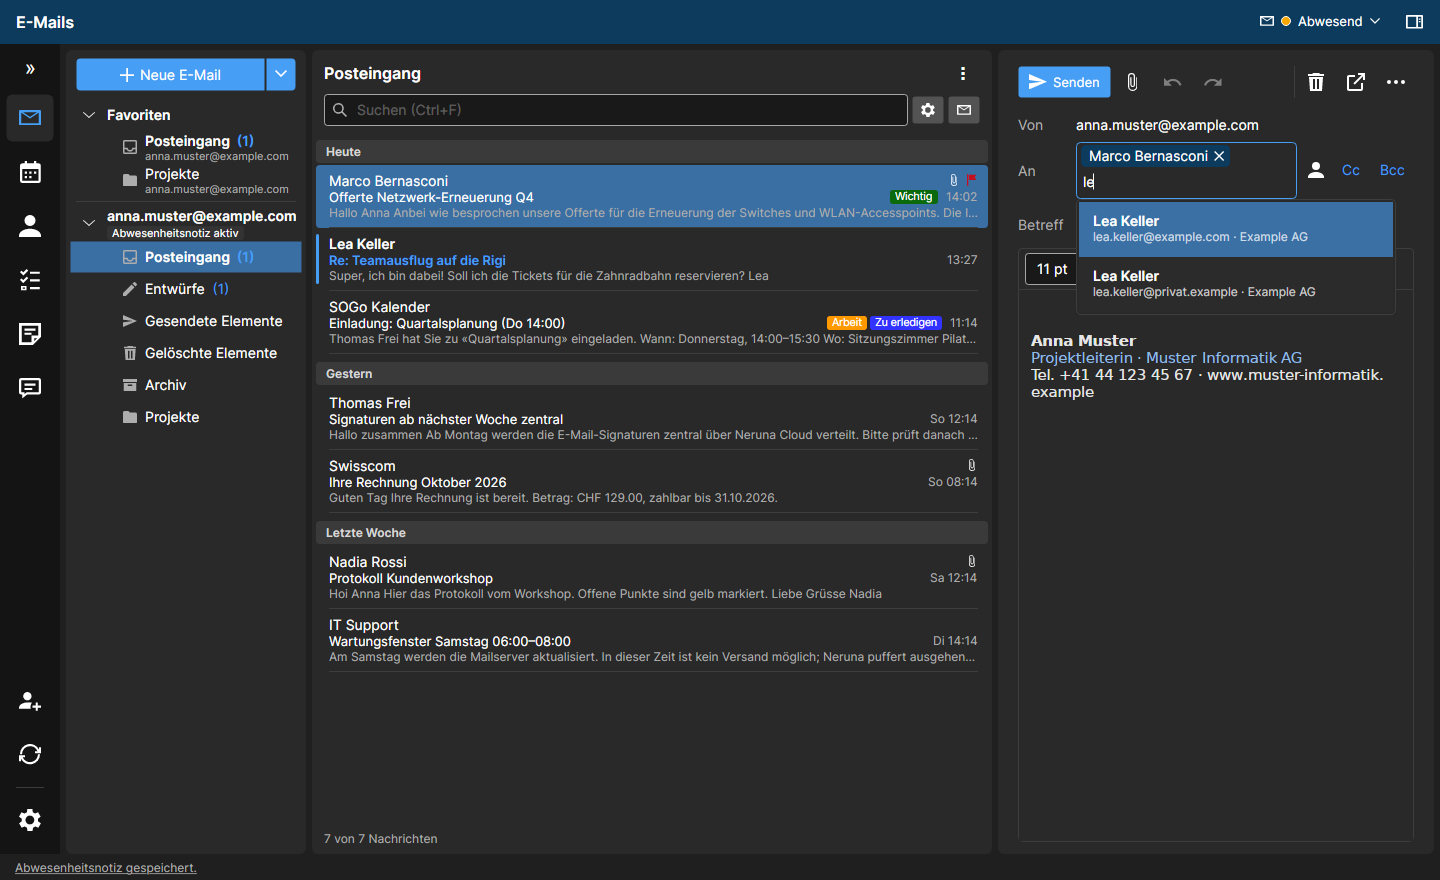 E-Mails
Abwesend
Neue E-Mail
Favoriten
Posteingang (1)
anna.muster@example.com
Projekte
anna.muster@example.com
anna.muster@example.com
Abwesenheitsnotiz aktiv
Posteingang (1)
Entwürfe (1)
Gesendete Elemente
Gelöschte Elemente
Archiv
Projekte
Posteingang
Suchen (Ctrl+F)
Heute
Marco Bernasconi
Offerte Netzwerk-Erneuerung Q4 Wichtig 14:02
Hallo Anna Anbei wie besprochen unsere Offerte für die Erneuerung der Switches und WLAN-Accesspoints. Die l...
Lea Keller
Re: Teamausflug auf die Rigi 13:27
Super, ich bin dabei! Soll ich die Tickets für die Zahnradbahn reservieren? Lea
SOGo Kalender
Einladung: Quartalsplanung (Do 14:00) Arbeit Zu erledigen 11:14
Thomas Frei hat Sie zu «Quartalsplanung» eingeladen. Wann: Donnerstag, 14:00–15:30 Wo: Sitzungszimmer Pilat...
Gestern
Thomas Frei
Signaturen ab nächster Woche zentral So 12:14
Hallo zusammen Ab Montag werden die E-Mail-Signaturen zentral über Neruna Cloud verteilt. Bitte prüft danach ...
Swisscom
Ihre Rechnung Oktober 2026 So 08:14
Guten Tag Ihre Rechnung ist bereit. Betrag: CHF 129.00, zahlbar bis 31.10.2026.
Letzte Woche
Nadia Rossi
Protokoll Kundenworkshop Sa 12:14
Hoi Anna Hier das Protokoll vom Workshop. Offene Punkte sind gelb markiert. Liebe Grüsse Nadia
IT Support
Wartungsfenster Samstag 06:00–08:00 Di 14:14
Am Samstag werden die Mailserver aktualisiert. In dieser Zeit ist kein Versand möglich; Neruna puffert ausgehen...
7 von 7 Nachrichten
Senden
Von anna.muster@example.com
An Marco Bernasconi Cc Bcc
le
Betreff
Lea Keller
lea.keller@example.com · Example AG
Lea Keller
lea.keller@privat.example · Example AG
11 pt
Anna Muster
Projektleiterin · Muster Informatik AG
Tel. +41 44 123 45 67 · www.muster-informatik.
example
Abwesenheitsnotiz gespeichert.